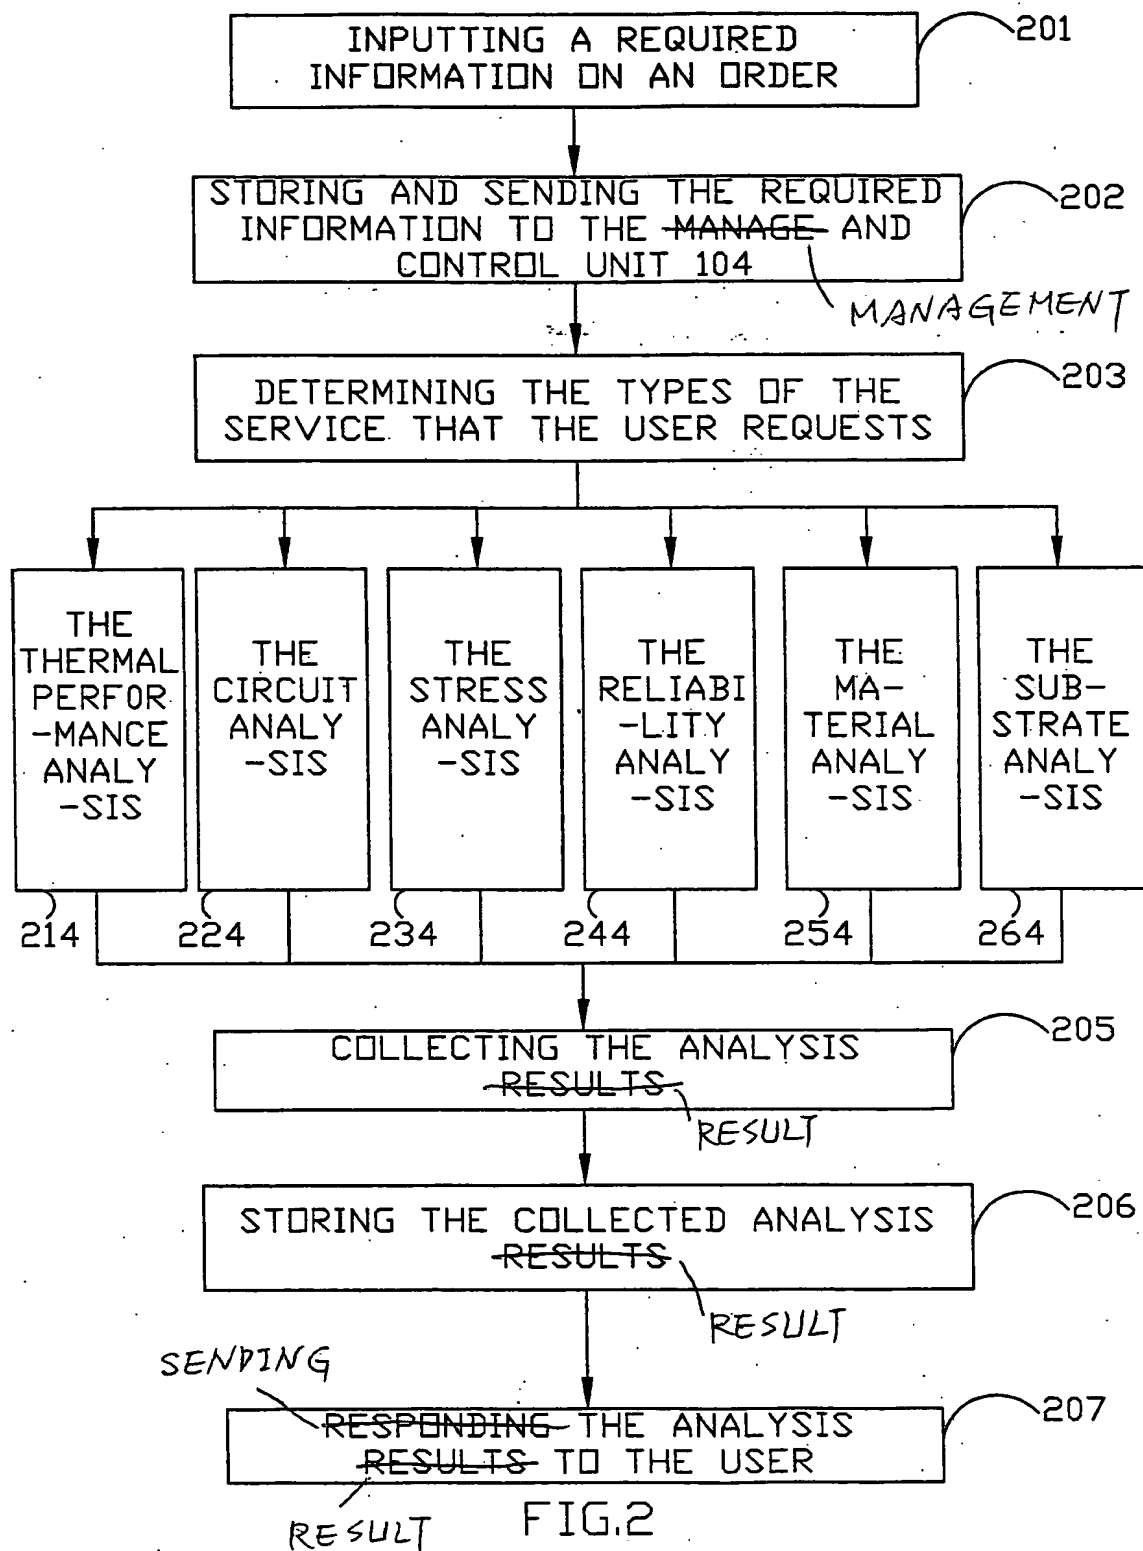 INPUTTING A REQUIRED
INFORMATION ON AN ORDER
201
STORING AND SENDING THE REQUIRED
INFORMATION TO THE MANAGE AND
CONTROL UNIT 104
202
MANAGEMENT
DETERMINING THE TYPES OF THE
SERVICE THAT THE USER REQUESTS
203
THE
THERMAL
PERFOR
-MANCE
ANALY
-SIS
214
THE
CIRCUIT
ANALY
-SIS
224
THE
STRESS
ANALY
-SIS
234
THE
RELIABI
-LITY
ANALY
-SIS
244
THE
MA-
TERIAL
ANALY
-SIS
254
THE
SUB-
STRATE
ANALY
-SIS
264
COLLECTING THE ANALYSIS
RESULTS
205
RESULT
STORING THE COLLECTED ANALYSIS
RESULTS
206
RESULT
SENDING
RESPONDING THE ANALYSIS
RESULTS TO THE USER
207
RESULT
FIG.2